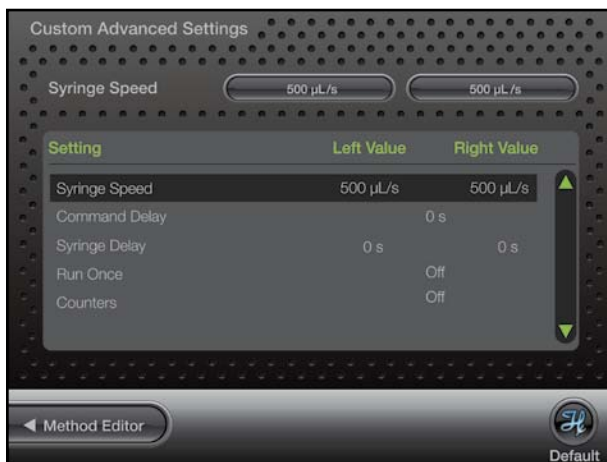 Custom Advanced Settings
Syringe Speed 500 µL/s 500 µL/s
Setting Left Value Right Value
Syringe Speed 500 µL/s 500 µL/s
Command Delay 0 s
Syringe Delay 0 s 0 s
Run Once Off
Counters Off
Method Editor
H
Default